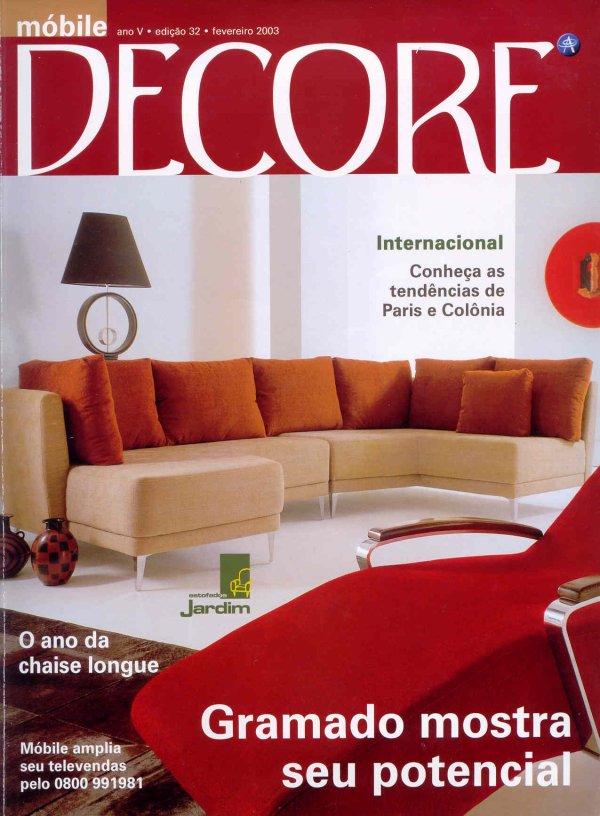 móbile
ano V • edição 32 • fevereiro 2003
DECORE
Internacional
Conheça as
tendências de
Paris e Colônia
estofados
Jardim
O ano da
chaise longue
Gramado mostra
seu potencial
Móbile amplia
seu televendas
pelo 0800 991981